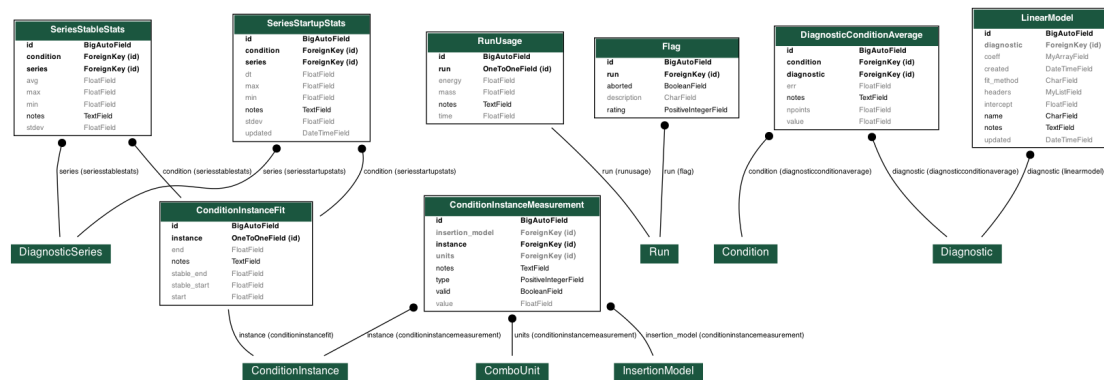 SeriesStableStats
id BigAutoField
condition ForeignKey (id)
series ForeignKey (id)
avg FloatField
max FloatField
min FloatField
notes TextField
stdev FloatField
SeriesStartupStats
id BigAutoField
condition ForeignKey (id)
series ForeignKey (id)
dt FloatField
max FloatField
min FloatField
notes TextField
stdev FloatField
updated DateTimeField
RunUsage
id BigAutoField
run OneToOneField (id)
energy FloatField
mass FloatField
notes TextField
time FloatField
Flag
id BigAutoField
run ForeignKey (id)
aborted BooleanField
description CharField
rating PositiveIntegerField
DiagnosticConditionAverage
id BigAutoField
condition ForeignKey (id)
diagnostic ForeignKey (id)
err FloatField
notes TextField
npoints FloatField
value FloatField
LinearModel
id BigAutoField
diagnostic ForeignKey (id)
coeff MyArrayField
created DateTimeField
fit_method CharField
headers MyListField
intercept FloatField
name CharField
notes TextField
updated DateTimeField
series (seriesstablestats)
condition (seriesstablestats)
series (seriesstartupstats)
condition (seriesstartupstats)
run (runusage)
run (flag)
condition (diagnosticconditionaverage)
diagnostic (diagnosticconditionaverage)
diagnostic (linearmodel)
DiagnosticSeries
ConditionInstanceFit
id BigAutoField
instance OneToOneField (id)
end FloatField
notes TextField
stable_end FloatField
stable_start FloatField
start FloatField
ConditionInstanceMeasurement
id BigAutoField
insertion_model ForeignKey (id)
instance ForeignKey (id)
units ForeignKey (id)
notes TextField
type PositiveIntegerField
valid BooleanField
value FloatField
Run
Condition
Diagnostic
instance (conditioninstancefit)
instance (conditioninstancemeasurement)
units (conditioninstancemeasurement)
insertion_model (conditioninstancemeasurement)
ConditionInstance
ComboUnit
InsertionModel